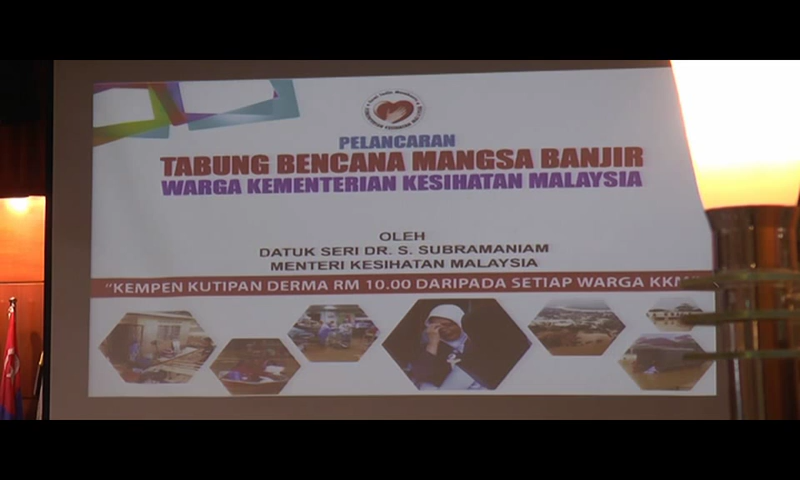 PELANCARAN
TABUNG BENCANA MANGSA BANJIR
WARGA KEMENTERIAN KESIHATAN MALAYSIA
OLEH
DATUK SERI DR. S. SUBRAMANIAM
MENTERI KESIHATAN MALAYSIA
"KEMPEN KUTIPAN DERMA RM 10.00 DARIPADA SETIAP WARGA KKM"